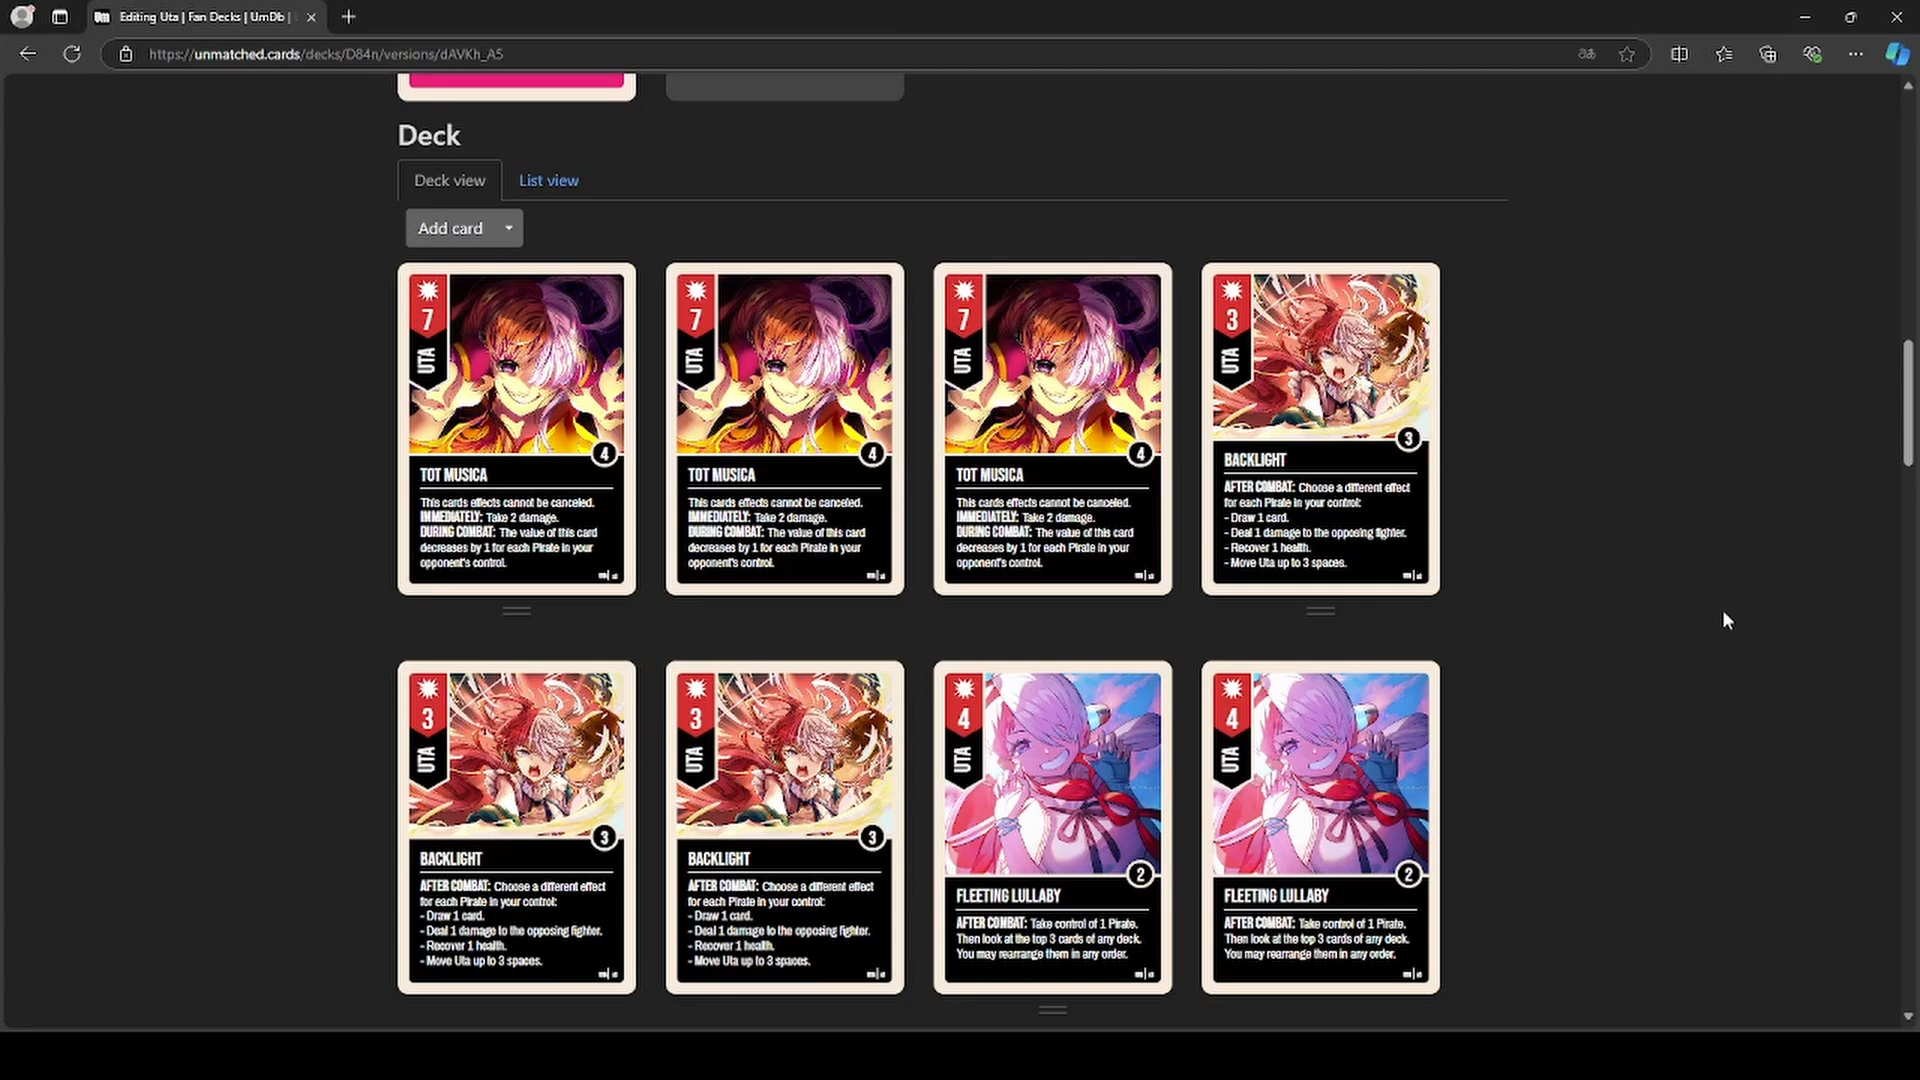 Editing Uta | Fan Decks | UmDb |
https://unmatched.cards/decks/D84n/versions/dAVKh_A5
Deck
Deck view
List view
Add card
7
UTA
4
TOT MUSICA
This cards effects cannot be canceled.
IMMEDIATELY: Take 2 damage.
DURING COMBAT: The value of this card
decreases by 1 for each Pirate in your
opponent's control.
7
UTA
4
TOT MUSICA
This cards effects cannot be canceled.
IMMEDIATELY: Take 2 damage.
DURING COMBAT: The value of this card
decreases by 1 for each Pirate in your
opponent's control.
7
UTA
4
TOT MUSICA
This cards effects cannot be canceled.
IMMEDIATELY: Take 2 damage.
DURING COMBAT: The value of this card
decreases by 1 for each Pirate in your
opponent's control.
3
UTA
3
BACKLIGHT
AFTER COMBAT: Choose a different effect
for each Pirate in your control:
- Draw 1 card.
- Deal 1 damage to the opposing fighter.
- Recover 1 health.
- Move Uta up to 3 spaces.
3
UTA
3
BACKLIGHT
AFTER COMBAT: Choose a different effect
for each Pirate in your control:
- Draw 1 card.
- Deal 1 damage to the opposing fighter.
- Recover 1 health.
- Move Uta up to 3 spaces.
3
UTA
3
BACKLIGHT
AFTER COMBAT: Choose a different effect
for each Pirate in your control:
- Draw 1 card.
- Deal 1 damage to the opposing fighter.
- Recover 1 health.
- Move Uta up to 3 spaces.
4
UTA
2
FLEETING LULLABY
AFTER COMBAT: Take control of 1 Pirate.
Then look at the top 3 cards of any deck.
You may rearrange them in any order.
4
UTA
2
FLEETING LULLABY
AFTER COMBAT: Take control of 1 Pirate.
Then look at the top 3 cards of any deck.
You may rearrange them in any order.